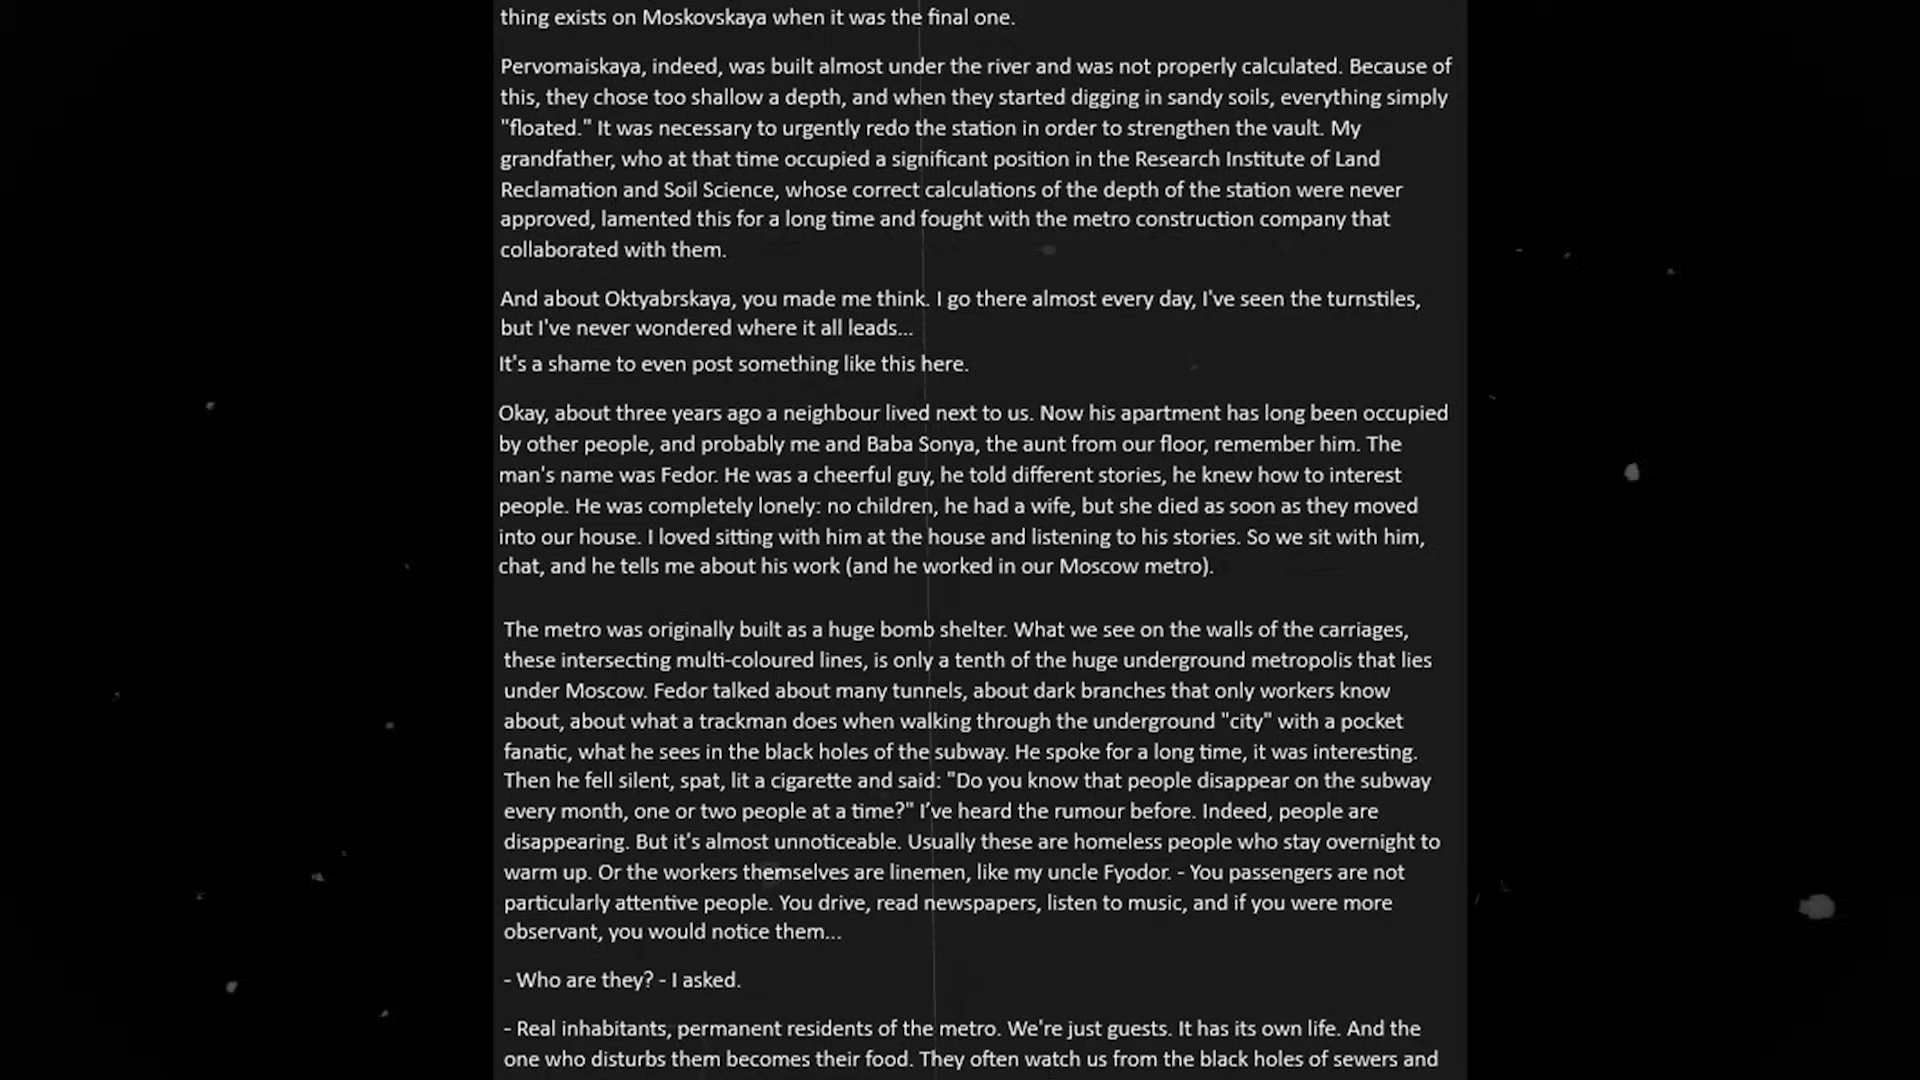 thing exists on Moskovskaya when it was the final one.
Pervomaiskaya, indeed, was built almost under the river and was not properly calculated. Because of
this, they chose too shallow a depth, and when they started digging in sandy soils, everything simply
"floated." It was necessary to urgently redo the station in order to strengthen the vault. My
grandfather, who at that time occupied a significant position in the Research Institute of Land
Reclamation and Soil Science, whose correct calculations of the depth of the station were never
approved, lamented this for a long time and fought with the metro construction company that
collaborated with them.
And about Oktyabrskaya, you made me think. I go there almost every day, I've seen the turnstiles,
but I've never wondered where it all leads...
It's a shame to even post something like this here.
Okay, about three years ago a neighbour lived next to us. Now his apartment has long been occupied
by other people, and probably me and Baba Sonya, the aunt from our floor, remember him. The
man's name was Fedor. He was a cheerful guy, he told different stories, he knew how to interest
people. He was completely lonely: no children, he had a wife, but she died as soon as they moved
into our house. I loved sitting with him at the house and listening to his stories. So we sit with him,
chat, and he tells me about his work (and he worked in our Moscow metro).
The metro was originally built as a huge bomb shelter. What we see on the walls of the carriages,
these intersecting multi-coloured lines, is only a tenth of the huge underground metropolis that lies
under Moscow. Fedor talked about many tunnels, about dark branches that only workers know
about, about what a trackman does when walking through the underground "city" with a pocket
fanatic, what he sees in the black holes of the subway. He spoke for a long time, it was interesting.
Then he fell silent, spat, lit a cigarette and said: "Do you know that people disappear on the subway
every month, one or two people at a time?" I've heard the rumour before. Indeed, people are
disappearing. But it's almost unnoticeable. Usually these are homeless people who stay overnight to
warm up. Or the workers themselves are linemen, like my uncle Fyodor. - You passengers are not
particularly attentive people. You drive, read newspapers, listen to music, and if you were more
observant, you would notice them...
- Who are they? - I asked.
- Real inhabitants, permanent residents of the metro. We're just guests. It has its own life. And the
one who disturbs them becomes their food. They often watch us from the black holes of sewers and